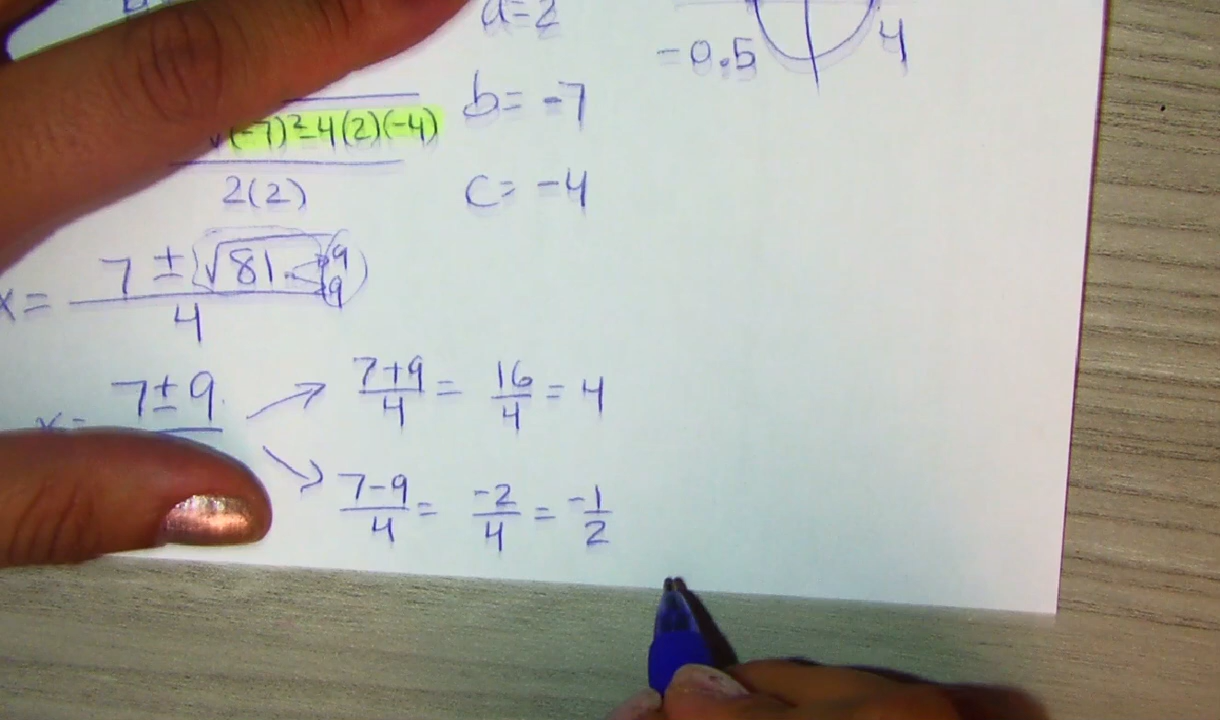 a=2
-0.5 4
b= -7
√(-7)²-4(2)(-4)
2(2)
c= -4
x= 7 ± √81 9 9
4
7±9
x=
7+9/4 = 16/4 = 4
7-9/4 = -2/4 = -1/2